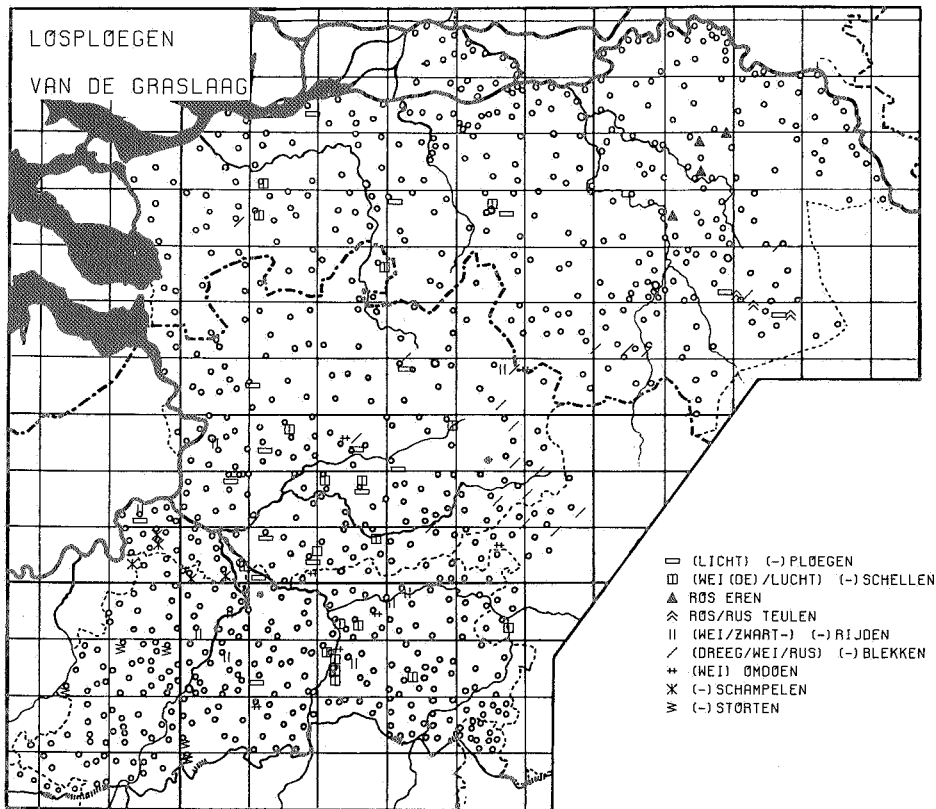 LØSPLØEGEN
VAN DE GRASLAAG
(LICHT) (-) PLØEGEN
(WEI(DE)/LUCHT) (-) SCHELLEN
RØS EREN
RØS/RUS TEULEN
(WEI/ZWART-) (-) RIJDEN
(DREEG/WEI/RUS) (-) BLEKKEN
(WEI) ØMDØEN
(-) SCHAMPELEN
(-) STØRTEN